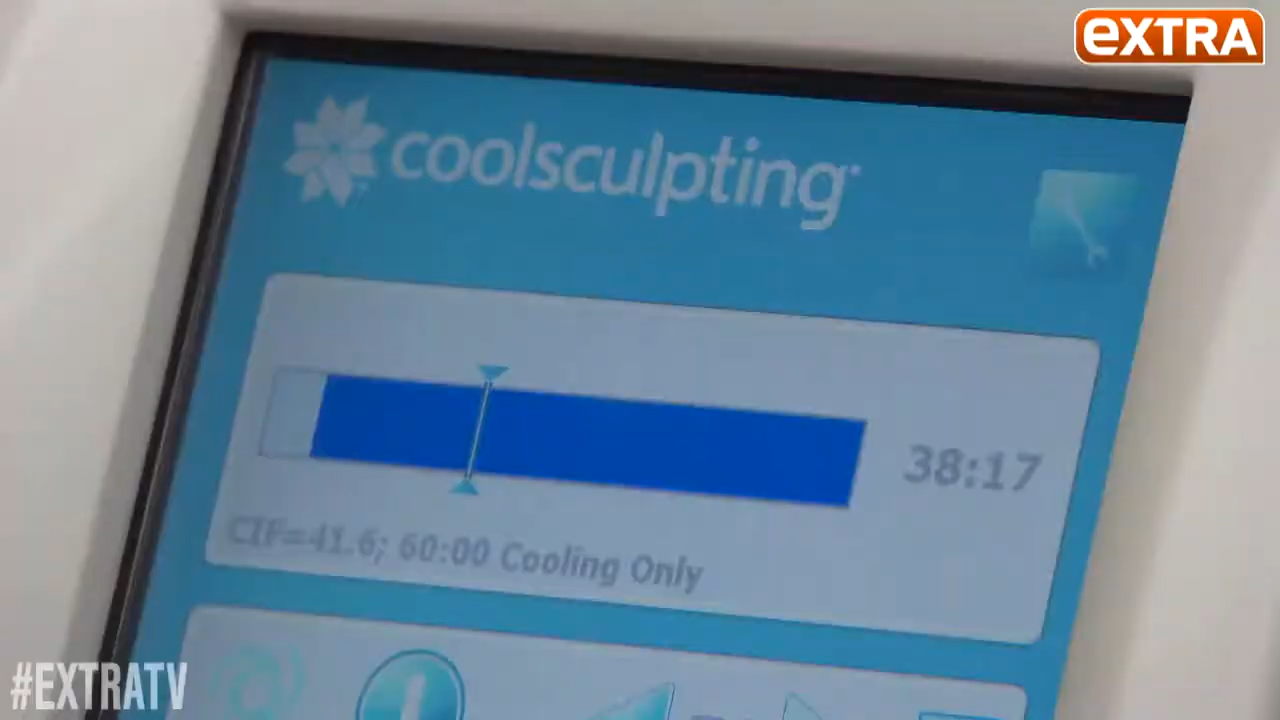 extra
coolsculpting
38:17
CIF=41.6; 60:00 Cooling Only
#EXTRATV